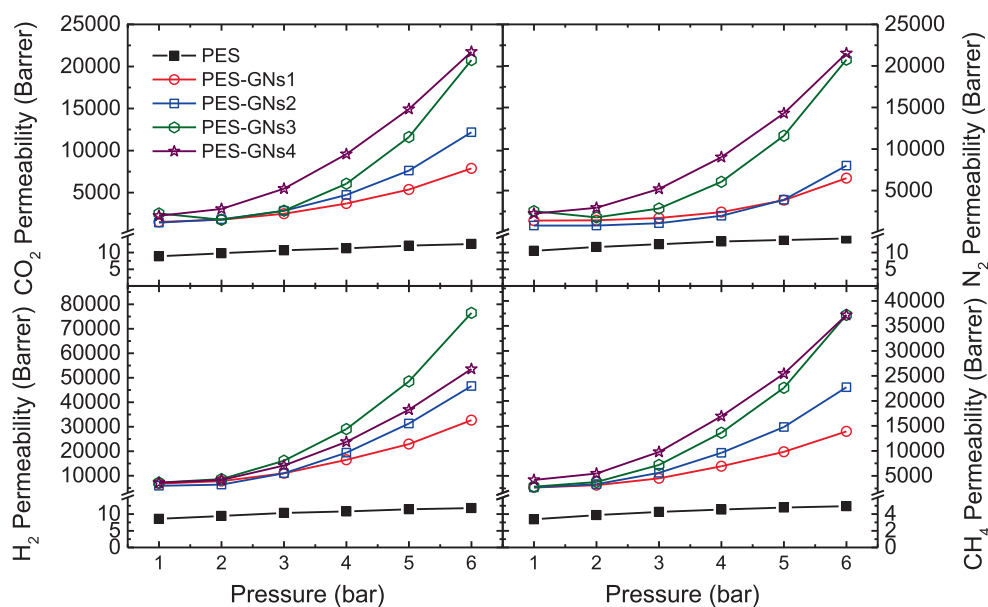 CO2 Permeability (Barrer)
25000
20000
15000
10000
5000
10
5
PES
PES-GNs1
PES-GNs2
PES-GNs3
PES-GNs4
25000
20000
15000
10000
5000
10
5
N2 Permeability (Barrer)
H2 Permeability (Barrer)
80000
70000
60000
50000
40000
30000
20000
10000
10
5
0
40000
35000
30000
25000
20000
15000
10000
5000
4
2
0
CH4 Permeability (Barrer)
1 2 3 4 5 6
1 2 3 4 5 6
Pressure (bar)
Pressure (bar)